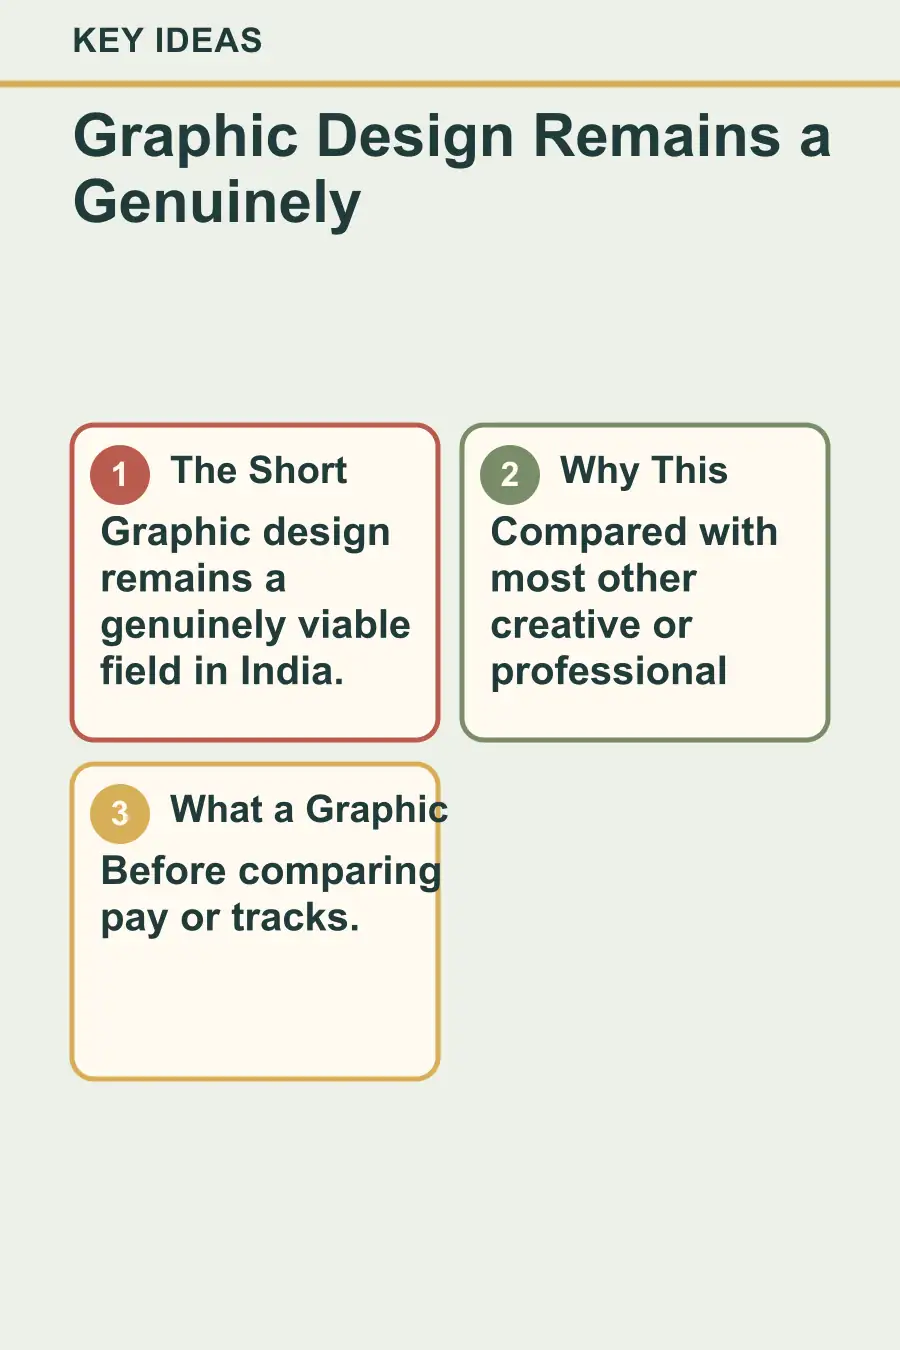 KEY IDEAS
Graphic Design Remains a
Genuinely
1 The Short
Graphic design
remains a
genuinely viable
field in India.
2 Why This
Compared with
most other
creative or
professional
3 What a Graphic
Before comparing
pay or tracks.